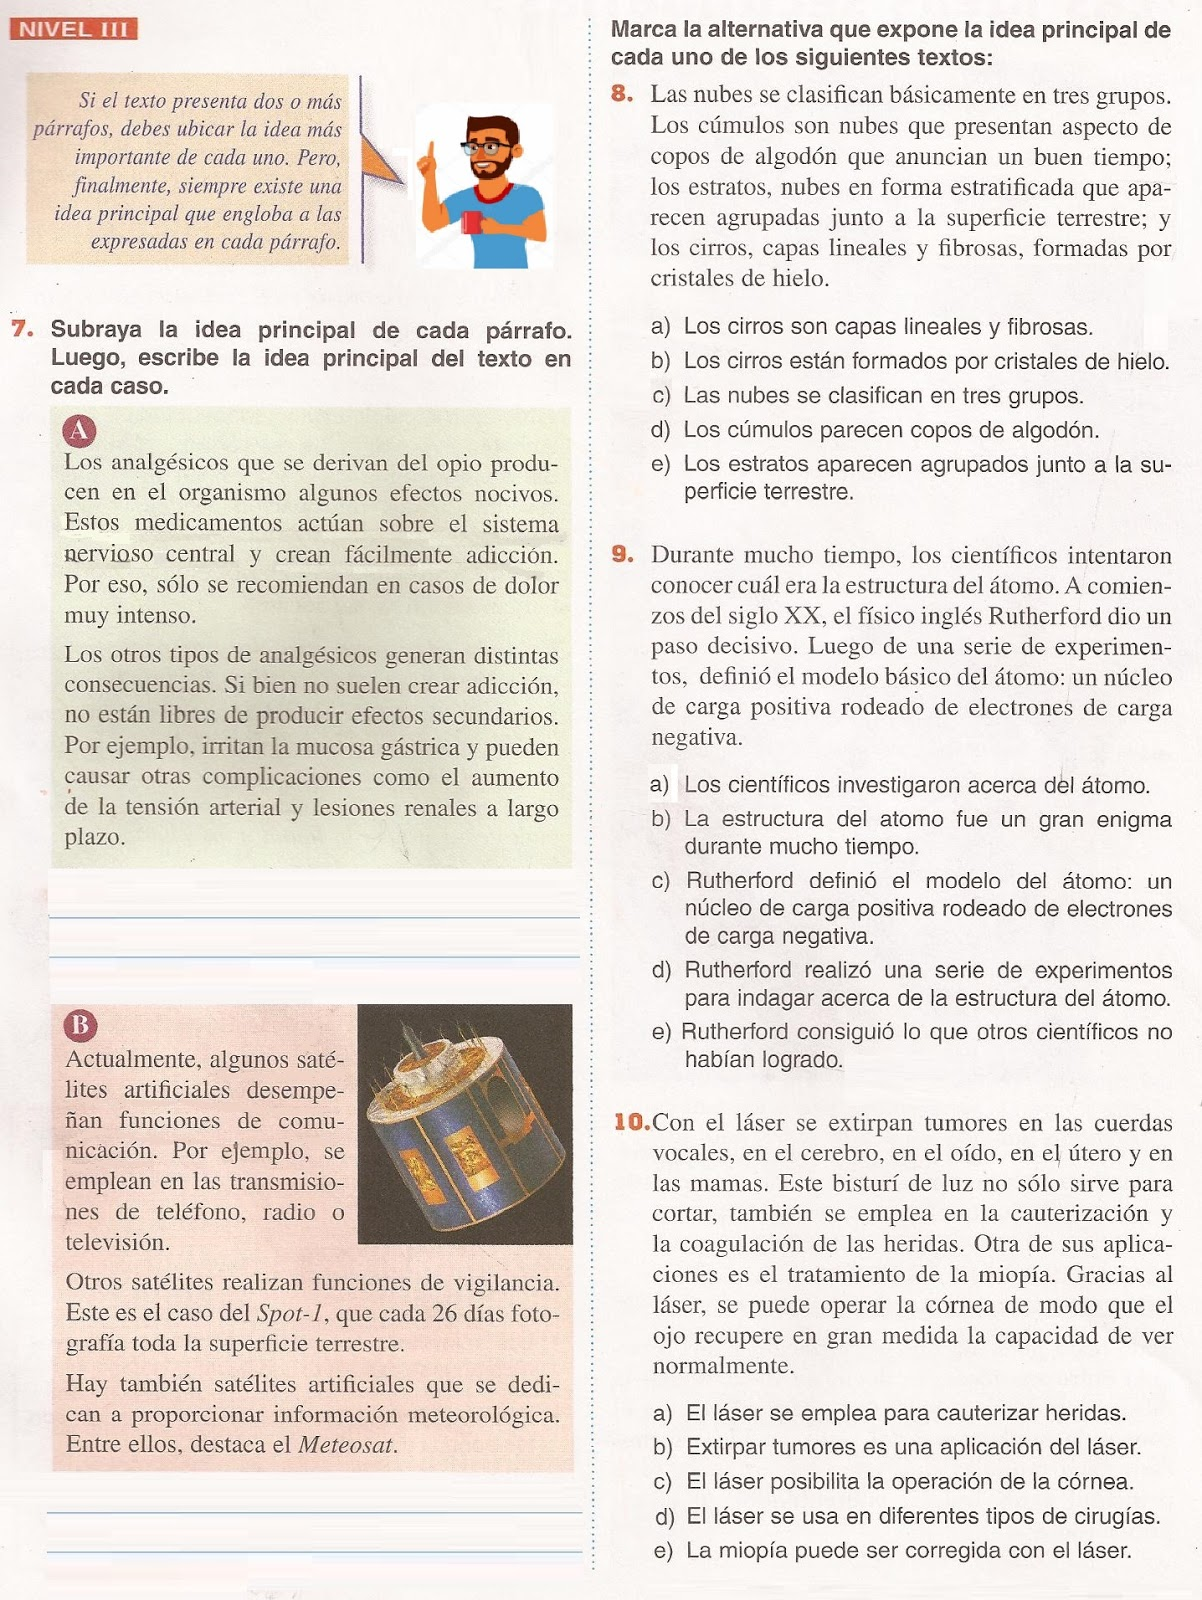 NIVEL III
Si el texto presenta dos o más
párrafos, debes ubicar la idea más
importante de cada uno. Pero,
finalmente, siempre existe una
idea principal que engloba a las
expresadas en cada párrafo.
7. Subraya la idea principal de cada párrafo.
Luego, escribe la idea principal del texto en
cada caso.
A
Los analgésicos que se derivan del opio produ-
cen en el organismo algunos efectos nocivos.
Estos medicamentos actúan sobre el sistema
nervioso central y crean fácilmente adicción.
Por eso, sólo se recomiendan en casos de dolor
muy intenso.
Los otros tipos de analgésicos generan distintas
consecuencias. Si bien no suelen crear adicción,
no están libres de producir efectos secundarios.
Por ejemplo, irritan la mucosa gástrica y pueden
causar otras complicaciones como el aumento
de la tensión arterial y lesiones renales a largo
plazo.
B
Actualmente, algunos saté-
lites artificiales desempe-
ñan funciones de comu-
nicación. Por ejemplo, se
emplean en las transmisio-
nes de teléfono, radio o
televisión.
Otros satélites realizan funciones de vigilancia.
Este es el caso del Spot-1, que cada 26 días foto-
grafía toda la superficie terrestre.
Hay también satélites artificiales que se dedi-
can a proporcionar información meteorológica.
Entre ellos, destaca el Meteosat.
Marca la alternativa que expone la idea principal de
cada uno de los siguientes textos:
8. Las nubes se clasifican básicamente en tres grupos.
Los cúmulos son nubes que presentan aspecto de
copos de algodón que anuncian un buen tiempo;
los estratos, nubes en forma estratificada que apa-
recen agrupadas junto a la superficie terrestre; y
los cirros, capas lineales y fibrosas, formadas por
cristales de hielo.
a) Los cirros son capas lineales y fibrosas.
b) Los cirros están formados por cristales de hielo.
c) Las nubes se clasifican en tres grupos.
d) Los cúmulos parecen copos de algodón.
e) Los estratos aparecen agrupados junto a la su-
perficie terrestre.
9. Durante mucho tiempo, los científicos intentaron
conocer cuál era la estructura del átomo. A comien-
zos del siglo XX, el físico inglés Rutherford dio un
paso decisivo. Luego de una serie de experimen-
tos, definió el modelo básico del átomo: un núcleo
de carga positiva rodeado de electrones de carga
negativa.
a) Los científicos investigaron acerca del átomo.
b) La estructura del atomo fue un gran enigma
durante mucho tiempo.
c) Rutherford definió el modelo del átomo: un
núcleo de carga positiva rodeado de electrones
de carga negativa.
d) Rutherford realizó una serie de experimentos
para indagar acerca de la estructura del átomo.
e) Rutherford consiguió lo que otros científicos no
habían logrado.
10. Con el láser se extirpan tumores en las cuerdas
vocales, en el cerebro, en el oído, en el útero y en
las mamas. Este bisturí de luz no sólo sirve para
cortar, también se emplea en la cauterización y
la coagulación de las heridas. Otra de sus aplica-
ciones es el tratamiento de la miopía. Gracias al
láser, se puede operar la córnea de modo que el
ojo recupere en gran medida la capacidad de ver
normalmente.
a) El láser se emplea para cauterizar heridas.
b) Extirpar tumores es una aplicación del láser.
c) El láser posibilita la operación de la córnea.
d) El láser se usa en diferentes tipos de cirugías.
e) La miopía puede ser corregida con el láser.